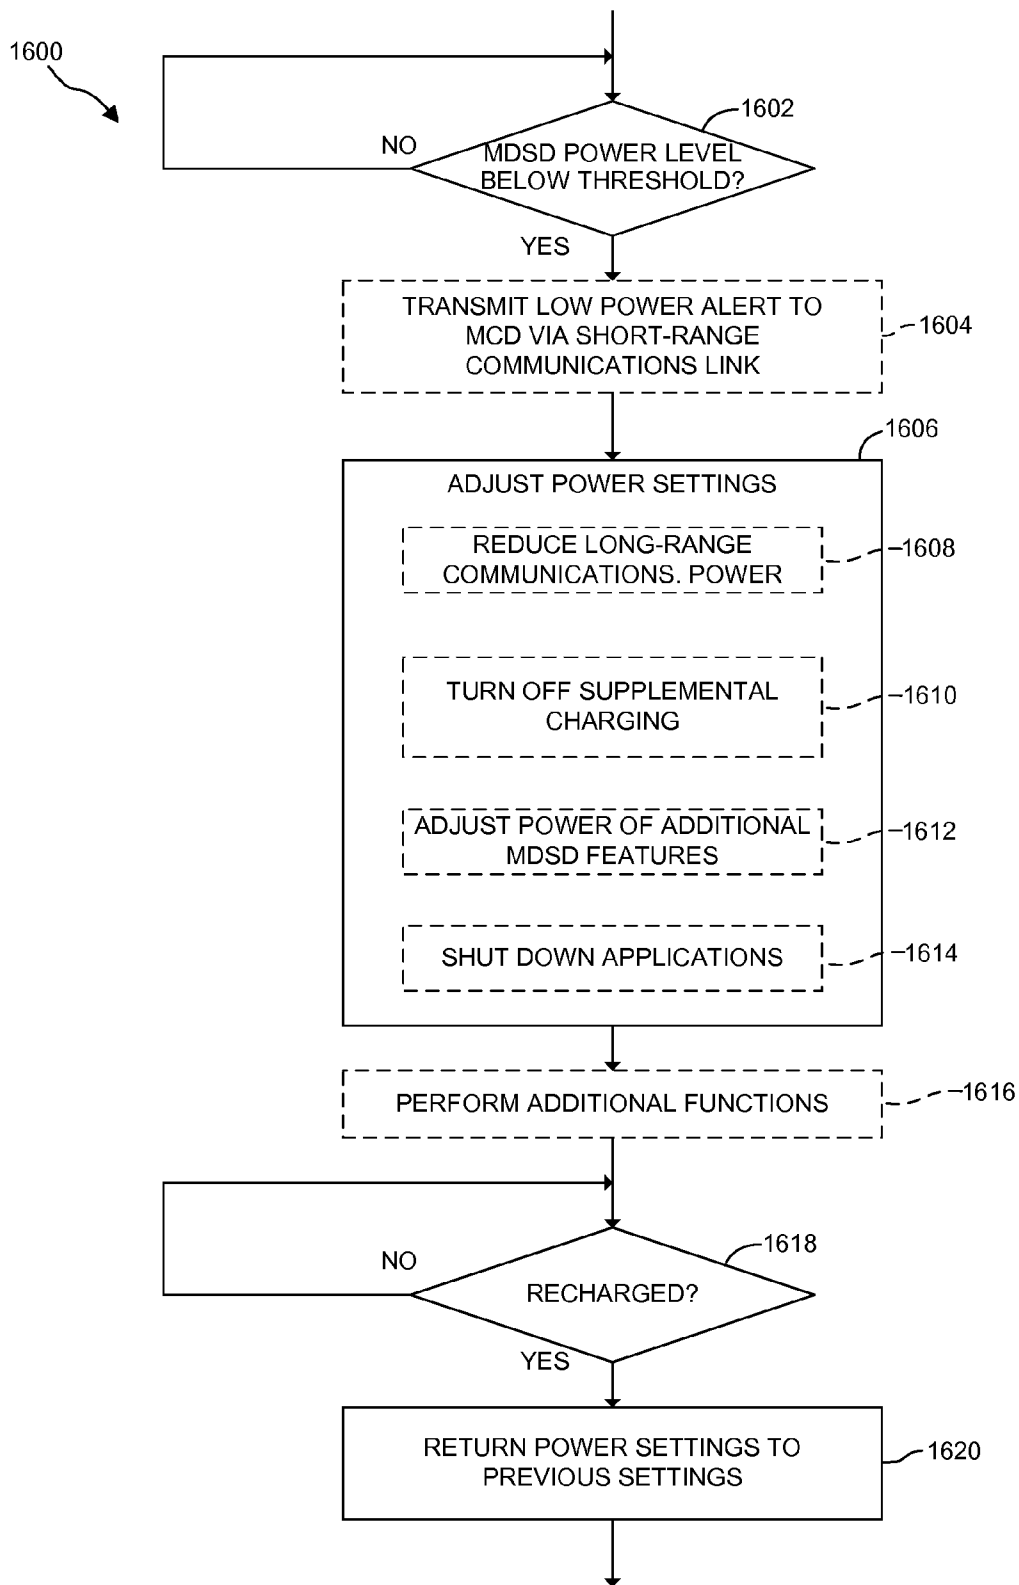 1600
1602
NO
MDSD POWER LEVEL
BELOW THRESHOLD?
YES
TRANSMIT LOW POWER ALERT TO
MCD VIA SHORT-RANGE
COMMUNICATIONS LINK
1604
1606
ADJUST POWER SETTINGS
REDUCE LONG-RANGE
COMMUNICATIONS. POWER
1608
TURN OFF SUPPLEMENTAL
CHARGING
1610
ADJUST POWER OF ADDITIONAL
MDSD FEATURES
1612
SHUT DOWN APPLICATIONS
1614
PERFORM ADDITIONAL FUNCTIONS
1616
1618
NO
RECHARGED?
YES
RETURN POWER SETTINGS TO
PREVIOUS SETTINGS
1620